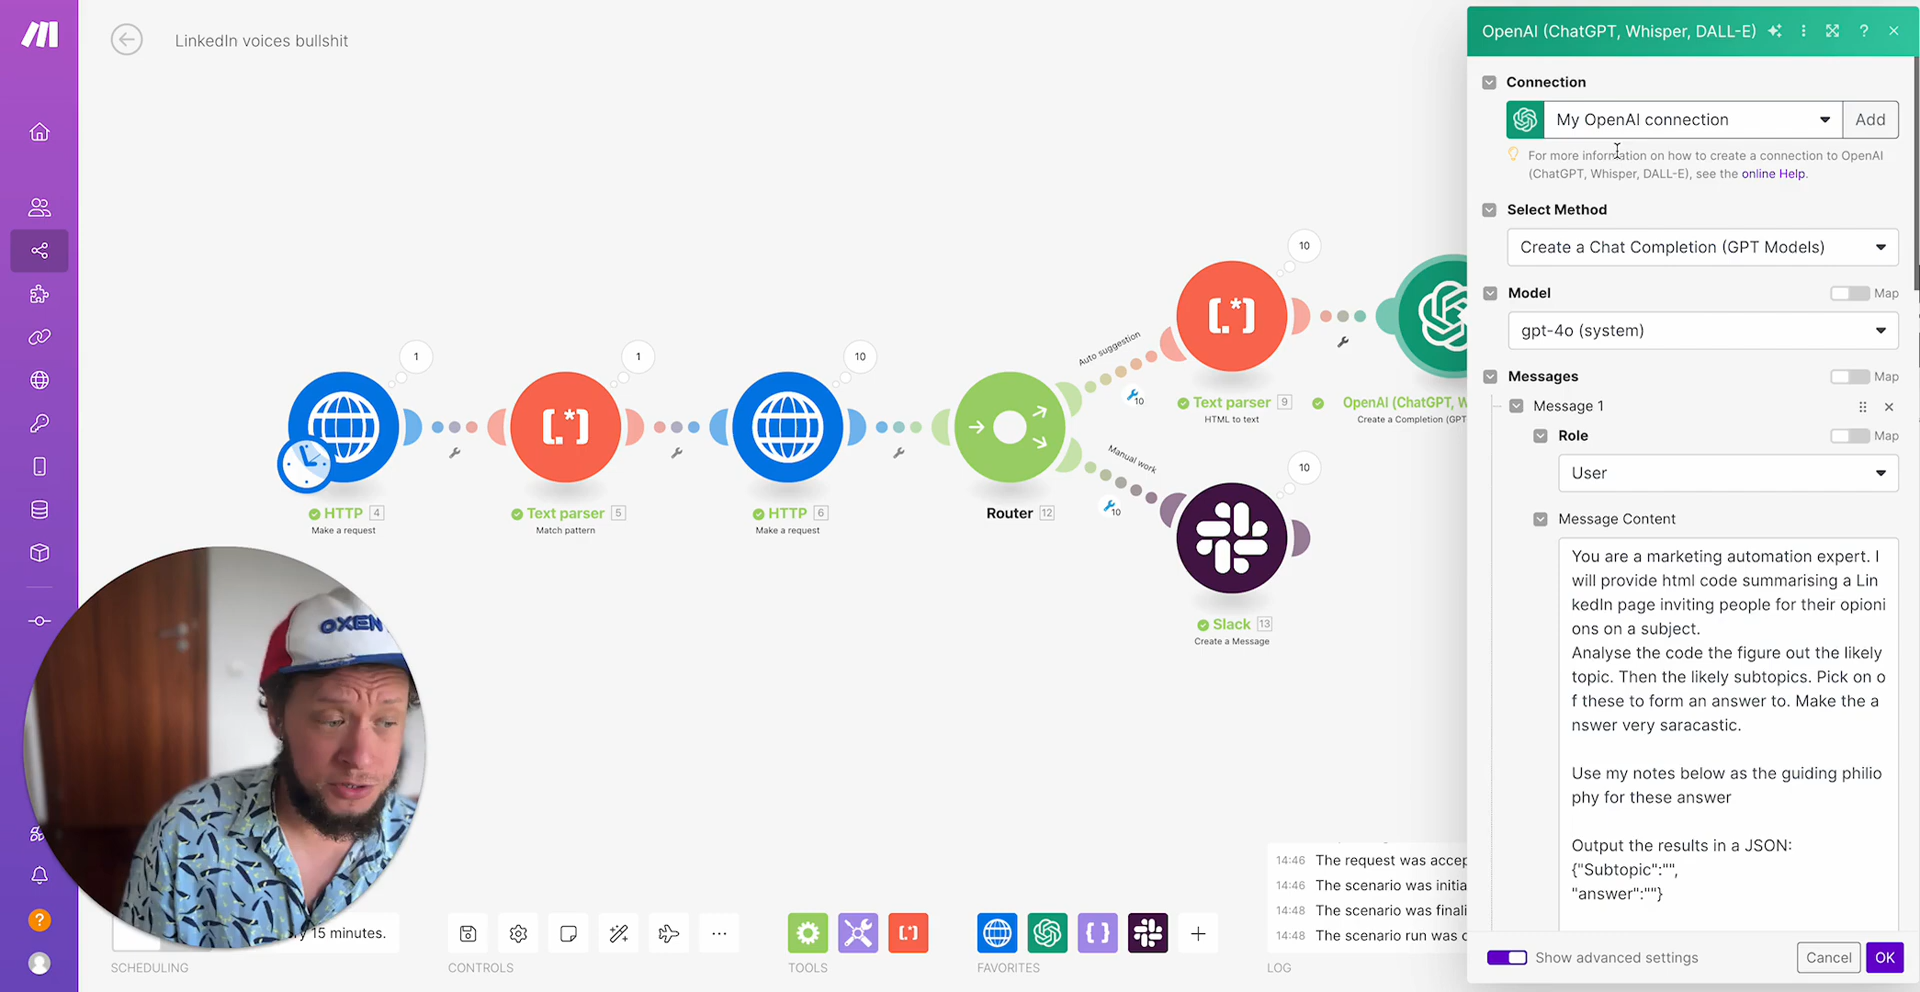 LinkedIn voices bullshit
OpenAI (ChatGPT, Whisper, DALL-E)
?
Connection
My OpenAI connection
Add
For more information on how to create a connection to OpenAI
(ChatGPT, Whisper, DALL-E), see the online Help.
Select Method
Create a Chat Completion (GPT Models)
Model
Map
gpt-4o (system)
Messages
Map
Message 1
Role
Map
User
Message Content
You are a marketing automation expert. I
will provide html code summarising a Lin
kedIn page inviting people for their opioni
ons on a subject.
Analyse the code the figure out the likely
topic. Then the likely subtopics. Pick on o
f these to form an answer to. Make the a
nswer very saracastic.
Use my notes below as the guiding philio
phy for these answer
Output the results in a JSON:
{"Subtopic":"",
"answer":""}
Show advanced settings
Cancel
OK
1
HTTP 4
Make a request
1
[.*]
Text parser 5
Match pattern
10
HTTP 6
Make a request
Router 12
Auto suggestion
10
Manual work
10
10
[.*]
Text parser 9
HTML to text
OpenAI (ChatGPT, W
Create a Completion (GPT
10
Slack 13
Create a Message
OXEN
?
y 15 minutes.
SCHEDULING
CONTROLS
[.*]
TOOLS
{ }
FAVORITES
14:46 The request was accep
14:46 The scenario was initia
14:48 The scenario was finali
14:48 The scenario run was c
LOG